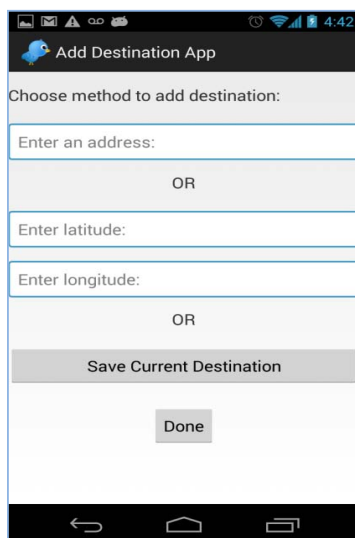 4:42
Add Destination App
Choose method to add destination:
Enter an address:
OR
Enter latitude:
Enter longitude:
OR
Save Current Destination
Done